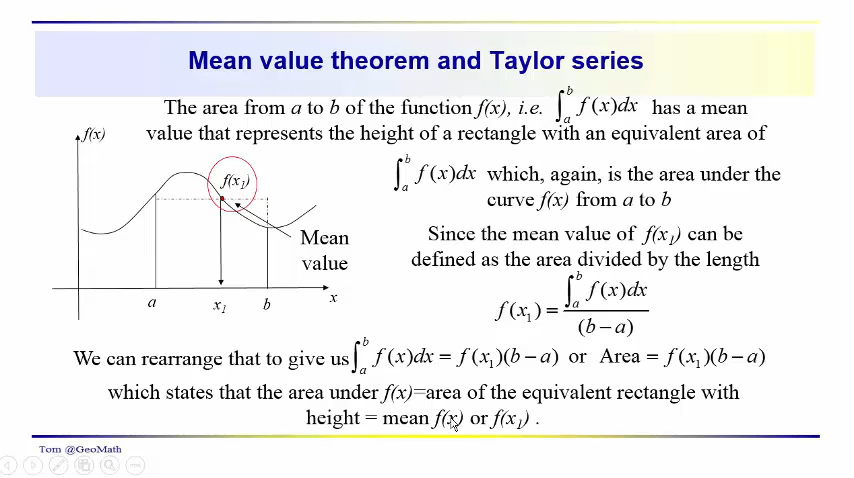 Mean value theorem and Taylor series
The area from a to b of the function f(x), i.e. ∫_a^b f(x)dx has a mean
value that represents the height of a rectangle with an equivalent area of
∫_a^b f(x)dx which, again, is the area under the
curve f(x) from a to b
Since the mean value of f(x₁) can be
defined as the area divided by the length
f(x₁) = ∫_a^b f(x)dx / (b−a)
f(x)
f(x₁)
Mean
value
a
x₁
b
x
We can rearrange that to give us ∫_a^b f(x)dx = f(x₁)(b−a) or Area = f(x₁)(b−a)
which states that the area under f(x)=area of the equivalent rectangle with
height = mean f(x) or f(x₁) .
Tom @GeoMath